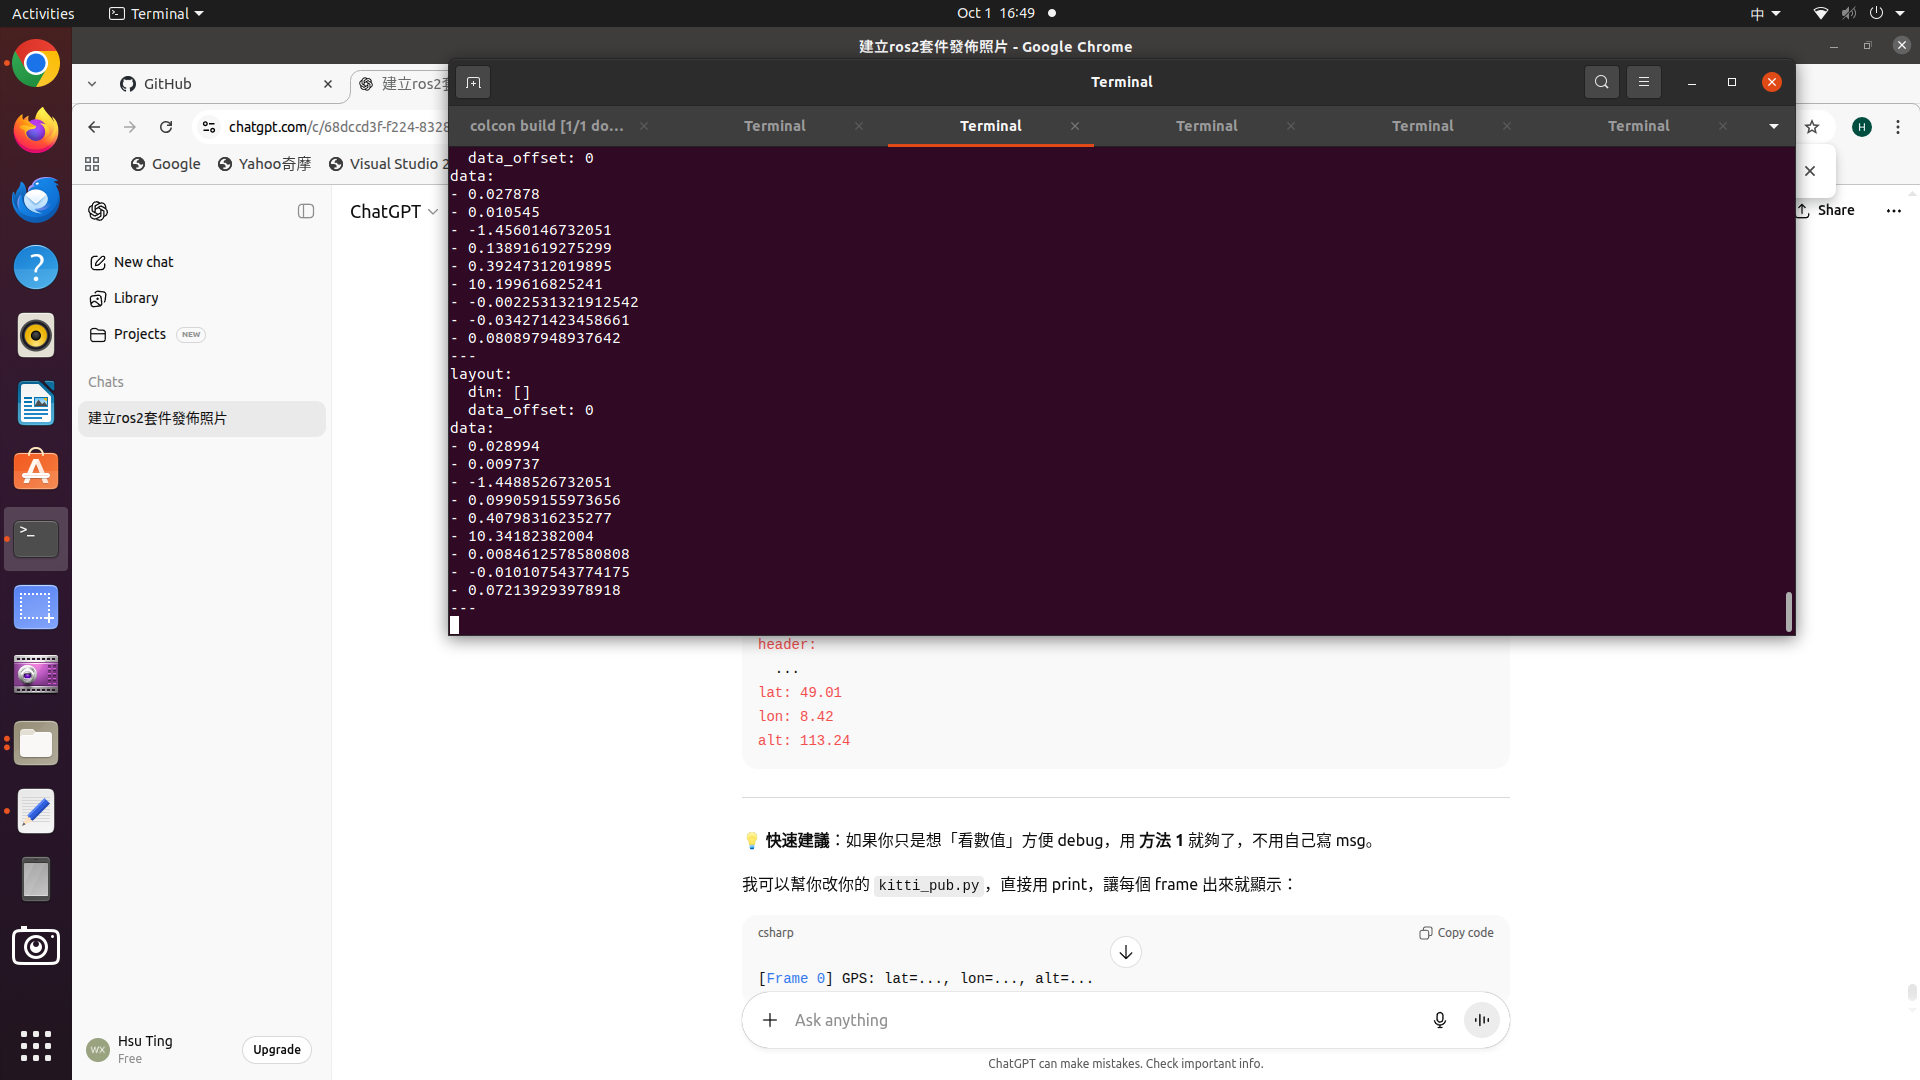 Activities
Terminal
Oct 1 16:49
中
建立ros2套件發佈照片 - Google Chrome
GitHub
建立ros2套
Terminal
colcon build [1/1 do...
Terminal
Terminal
Terminal
Terminal
Terminal
chatgpt.com/c/68dccd3f-f224-8328
H
Google
Yahoo奇摩
Visual Studio 2
ChatGPT
Share
New chat
Library
Projects NEW
Chats
建立ros2套件發佈照片
data_offset: 0
data:
- 0.027878
- 0.010545
- -1.4560146732051
- 0.13891619275299
- 0.39247312019895
- 10.199616825241
- -0.0022531321912542
- -0.034271423458661
- 0.080897948937642
---
layout:
dim: []
data_offset: 0
data:
- 0.028994
- 0.009737
- -1.4488526732051
- 0.099059155973656
- 0.40798316235277
- 10.34182382004
- 0.0084612578580808
- -0.010107543774175
- 0.072139293978918
---
header:
...
lat: 49.01
lon: 8.42
alt: 113.24
💡 快速建議：如果你只是想「看數值」方便 debug，用 方法 1 就夠了，不用自己寫 msg。
我可以幫你改你的 kitti_pub.py，直接用 print，讓每個 frame 出來就顯示：
csharp
Copy code
[Frame 0] GPS: lat=..., lon=..., alt=...
Ask anything
ChatGPT can make mistakes. Check important info.
WX
Hsu Ting
Free
Upgrade